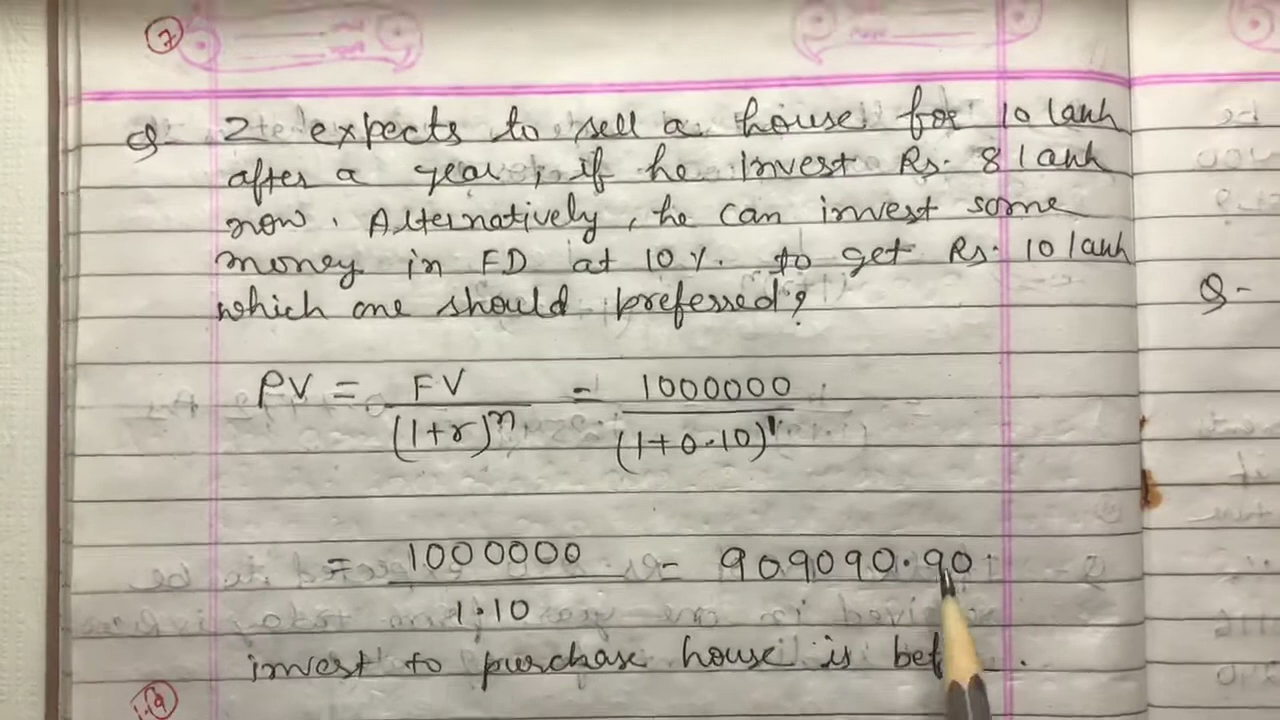 7
Q- Z expects to sell a house for 10 lakh
after a year, if he invest Rs. 8 lakh
now. Alternatively, he can invest some
money in FD at 10%. to get Rs. 10 lakh
which one should preferred?
PV = FV/(1+r)^n = 1000000/(1+0.10)^1
= 1000000/1.10 = 909090.90
invest to purchase house is bet
Q-